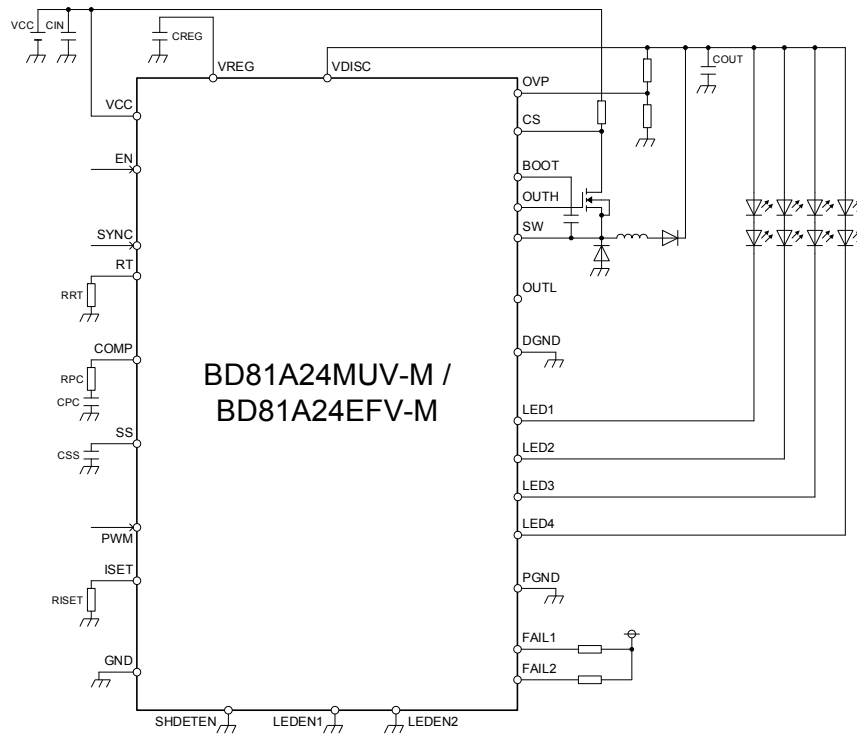 VCC
CIN
CREG
VREG
VDISC
COUT
OVP
VCC
CS
EN
BOOT
OUTH
SYNC
SW
RT
RRT
OUTL
COMP
DGND
RPC
CPC
BD81A24MUV-M /
BD81A24EFV-M
LED1
SS
CSS
LED2
LED3
PWM
LED4
ISET
RISET
PGND
FAIL1
GND
FAIL2
SHDETEN
LEDEN1
LEDEN2